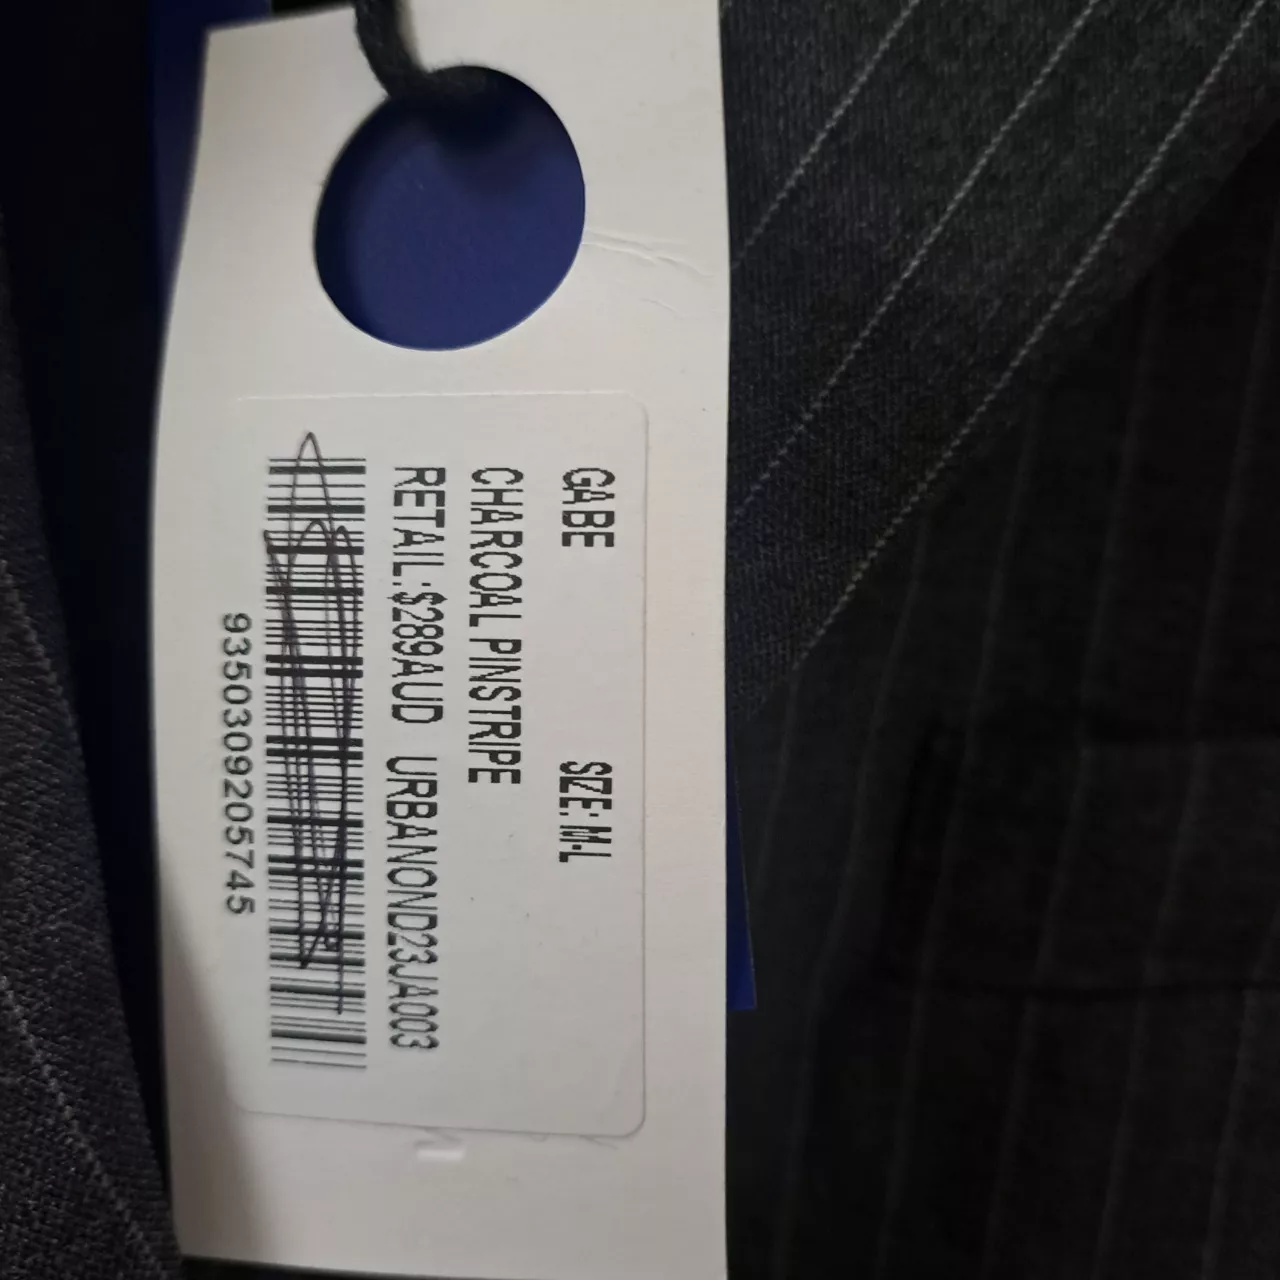 GABE SIZE: M-L
CHARCOAL PINSTRIPE
RETAIL:$289AUD URBANOND23JA003
9350309205745